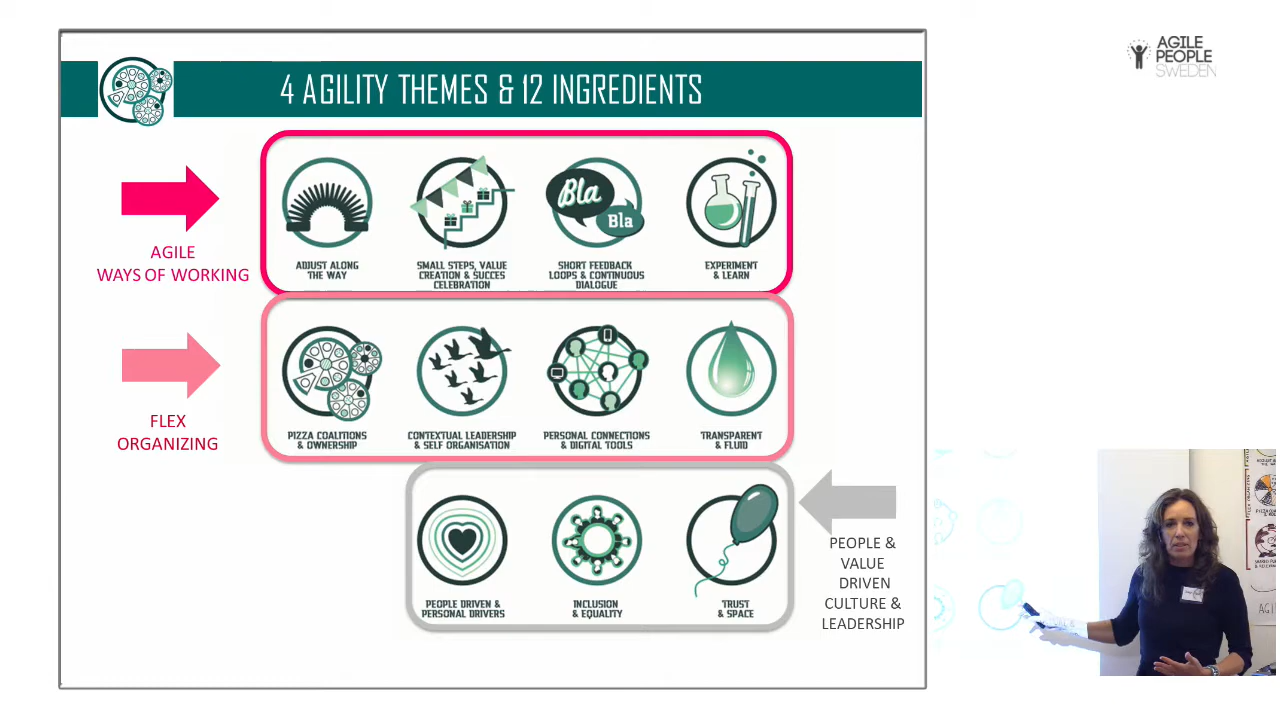 AGILE
PEOPLE
SWEDEN
4 AGILITY THEMES & 12 INGREDIENTS
AGILE
WAYS OF WORKING
Bla
Bla
ADJUST ALONG
THE WAY
SMALL STEPS, VALUE
CREATION & SUCCES
CELEBRATION
SHORT FEEDBACK
LOOPS & CONTINUOUS
DIALOGUE
EXPERIMENT
& LEARN
FLEX
ORGANIZING
PIZZA COALITIONS
& OWNERSHIP
CONTEXTUAL LEADERSHIP
& SELF ORGANISATION
PERSONAL CONNECTIONS
& DIGITAL TOOLS
TRANSPARENT
& FLUID
PEOPLE DRIVEN &
PERSONAL DRIVERS
INCLUSION
& EQUALITY
TRUST
& SPACE
PEOPLE &
VALUE
DRIVEN
CULTURE &
LEADERSHIP